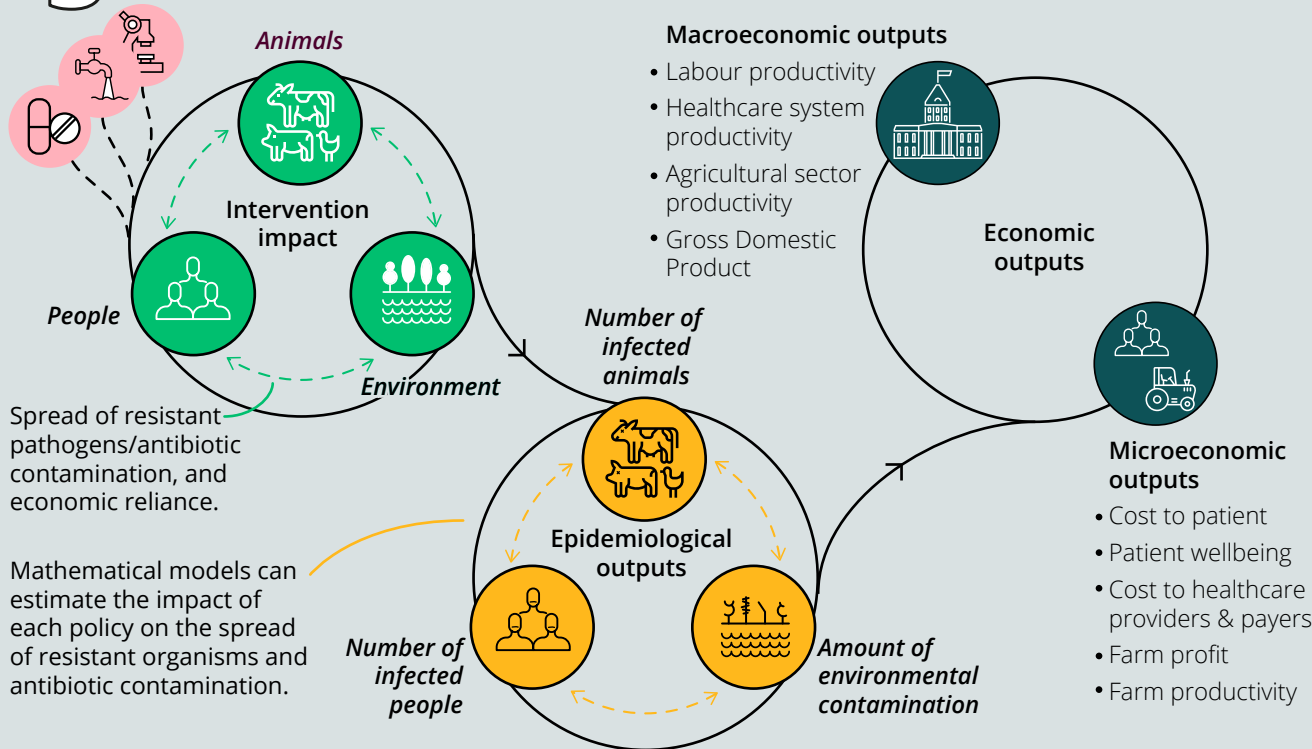 Animals
Intervention
impact
People
Environment
Spread of resistant
pathogens/antibiotic
contamination, and
economic reliance.
Mathematical models can
estimate the impact of
each policy on the spread
of resistant organisms and
antibiotic contamination.
Number of
infected
animals
Epidemiological
outputs
Number of
infected
people
Amount of
environmental
contamination
Macroeconomic outputs
• Labour productivity
• Healthcare system
productivity
• Agricultural sector
productivity
• Gross Domestic
Product
Economic
outputs
Microeconomic
outputs
• Cost to patient
• Patient wellbeing
• Cost to healthcare
providers & payers
• Farm profit
• Farm productivity